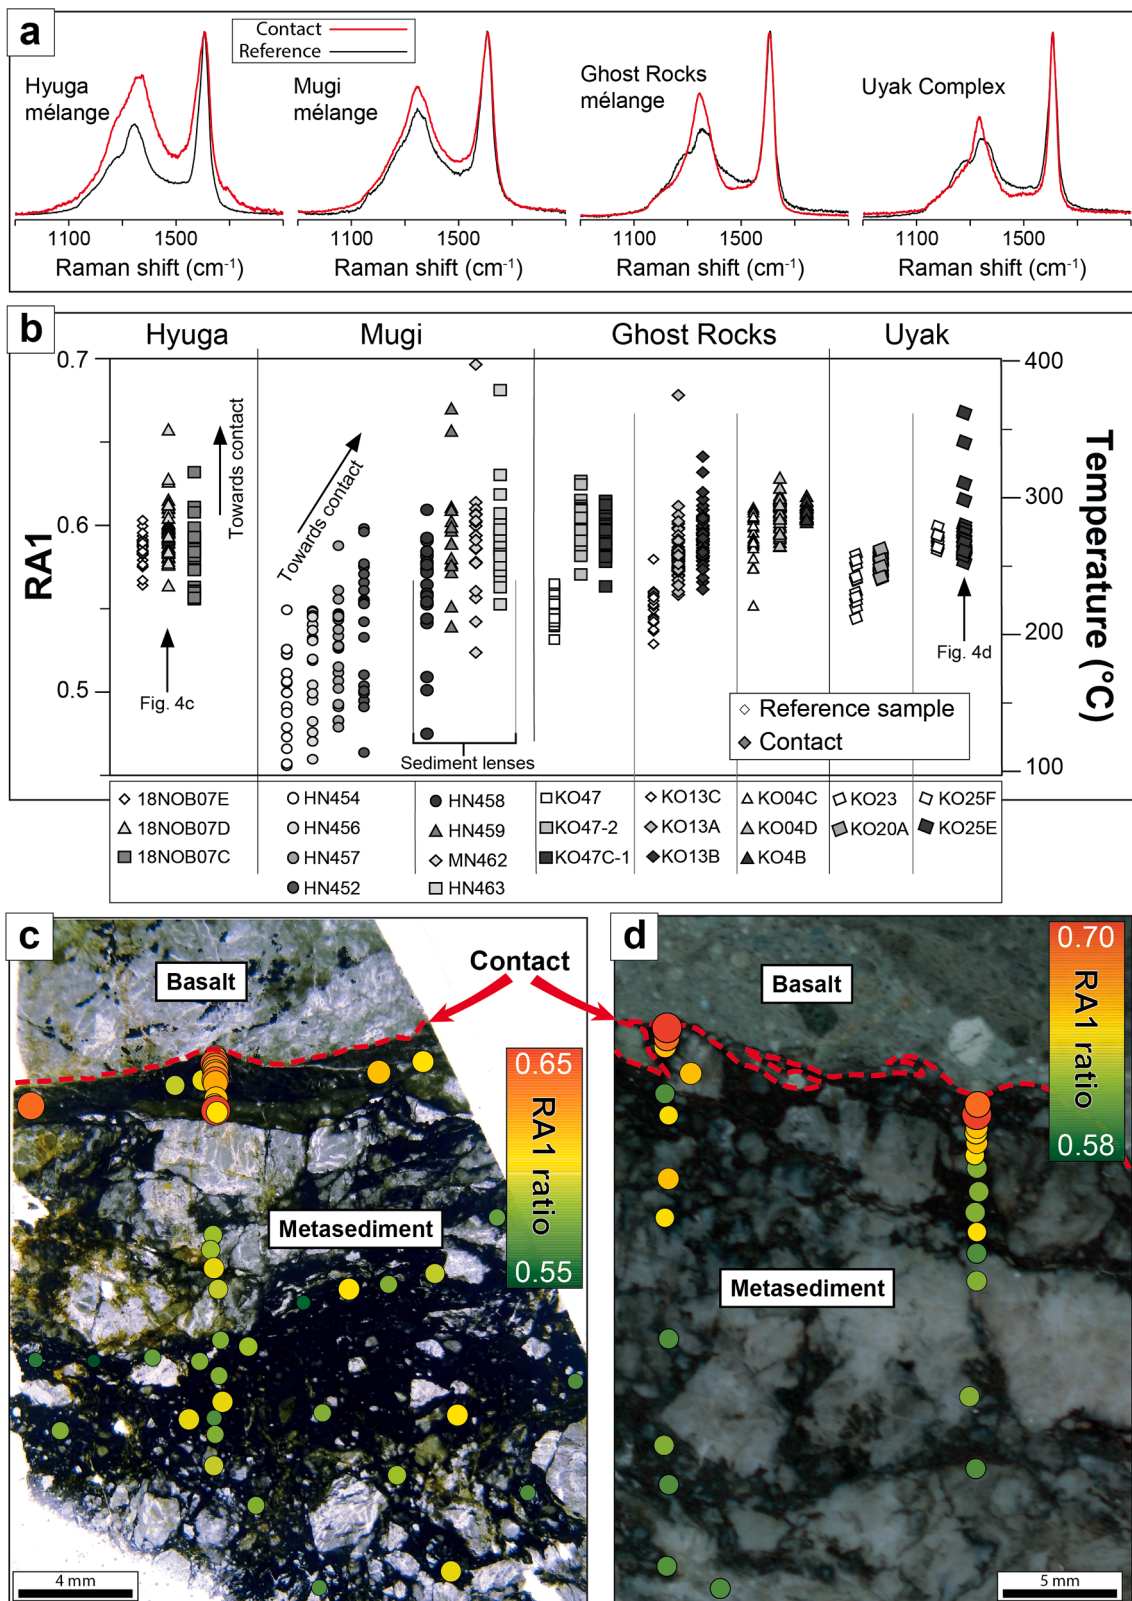 a
Contact
Reference
Hyuga
mélange
Mugi
mélange
Ghost Rocks
mélange
Uyak Complex
1100 1500 1100 1500 1100 1500 1100 1500
Raman shift (cm-1) Raman shift (cm-1) Raman shift (cm-1) Raman shift (cm-1)
b
Hyuga Mugi Ghost Rocks Uyak
0.7
0.6
0.5
RA1
400
300
200
100
Temperature (°C)
Towards contact
Towards contact
Fig. 4c
Sediment lenses
Fig. 4d
Reference sample
Contact
18NOB07E HN454 HN458 KO47 KO13C KO04C KO23 KO25F
18NOB07D HN456 HN459 KO47-2 KO13A KO04D KO20A KO25E
18NOB07C HN457 MN462 KO47C-1 KO13B KO4B
HN452 HN463
c
Basalt
Contact
0.65
RA1 ratio
0.55
Metasediment
4 mm
d
Basalt
0.70
RA1 ratio
0.58
Metasediment
5 mm